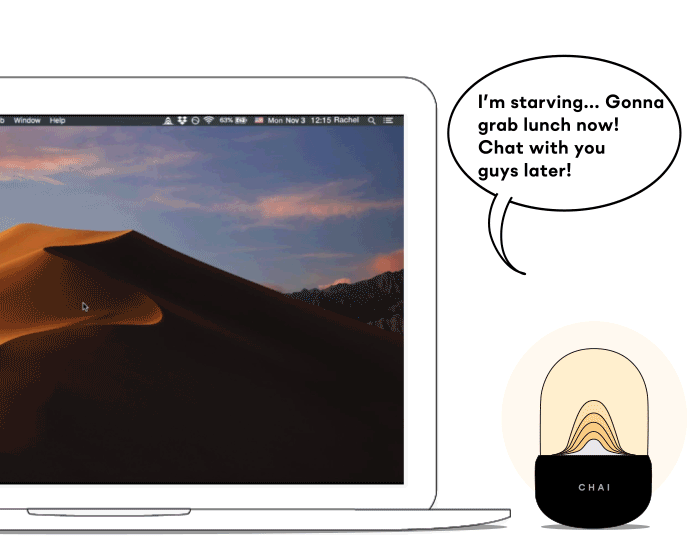 b Window Help 63% Mon Nov 3 12:15 Rachel
I'm starving... Gonna
grab lunch now!
Chat with you
guys later!
CHAI